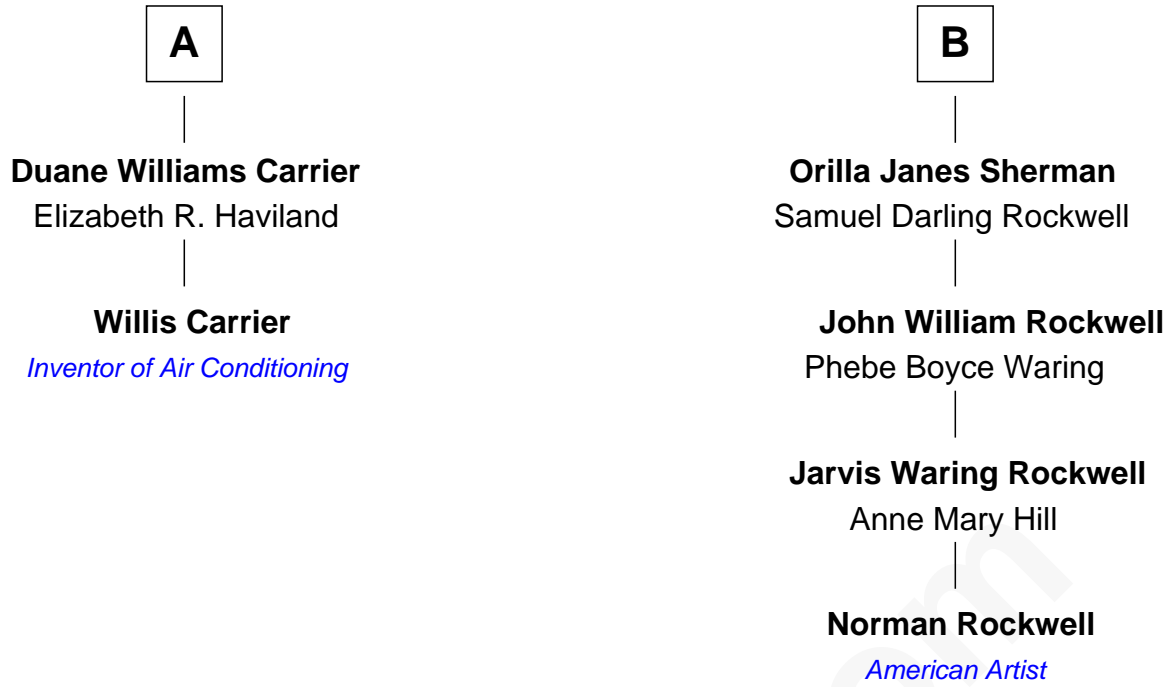 A
Duane Williams Carrier
Elizabeth R. Haviland
Willis Carrier
Inventor of Air Conditioning
B
Orilla Janes Sherman
Samuel Darling Rockwell
John William Rockwell
Phebe Boyce Waring
Jarvis Waring Rockwell
Anne Mary Hill
Norman Rockwell
American Artist